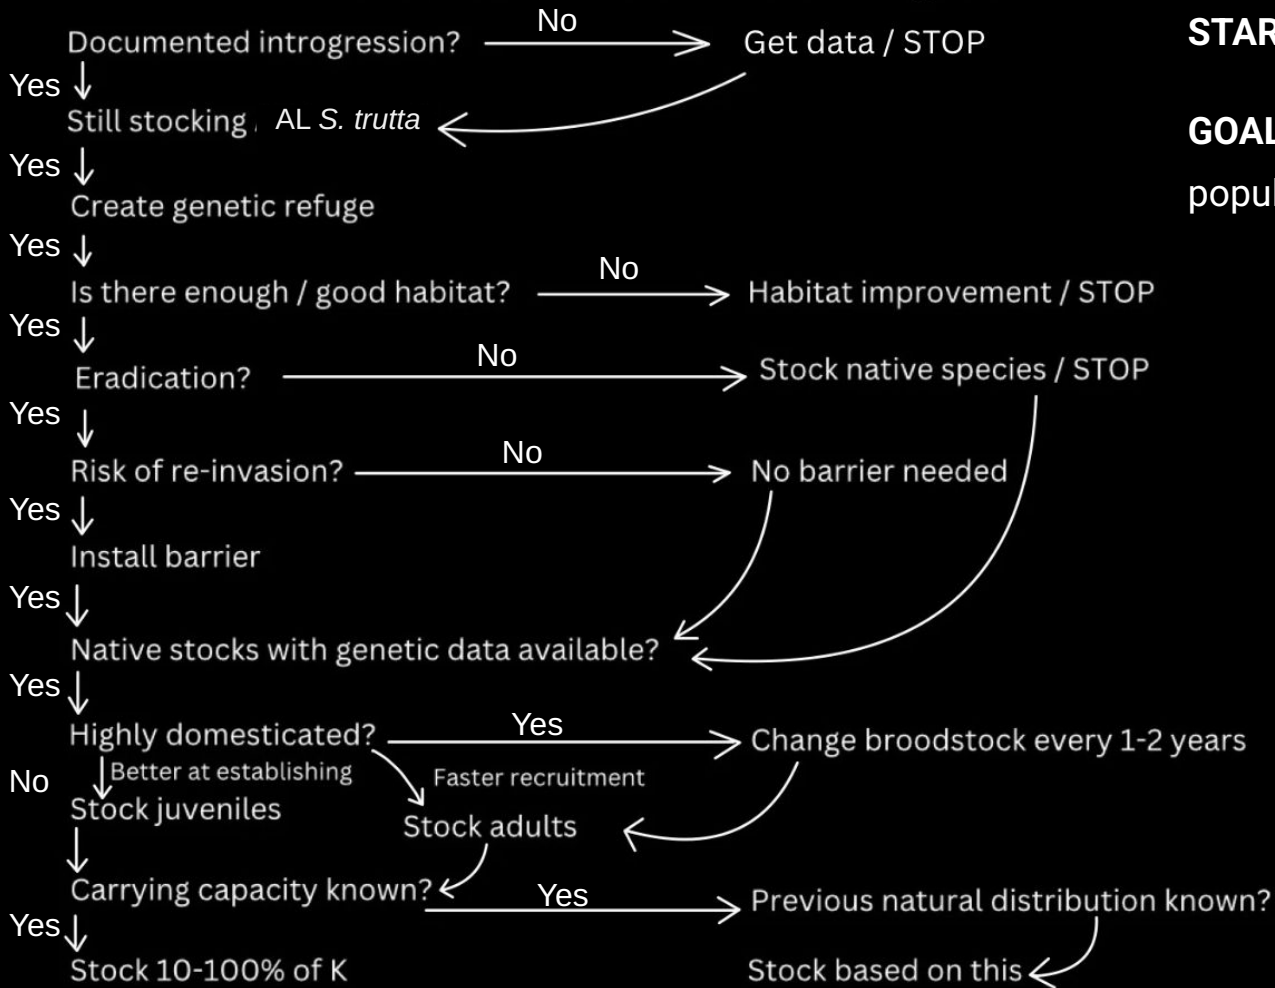 No
Documented introgression? Get data / STOP
STAR
Yes
Still stocking AL S. trutta
GOAL
Yes
popul
Create genetic refuge
Yes
No
Is there enough / good habitat? Habitat improvement / STOP
Yes
No
Eradication? Stock native species / STOP
Yes
No
Risk of re-invasion? No barrier needed
Yes
Install barrier
Yes
Native stocks with genetic data available?
Yes
Yes
Highly domesticated? Change broodstock every 1-2 years
No
Better at establishing
Faster recruitment
Stock juveniles
Stock adults
Carrying capacity known?
Yes
Previous natural distribution known?
Yes
Stock 10-100% of K
Stock based on this